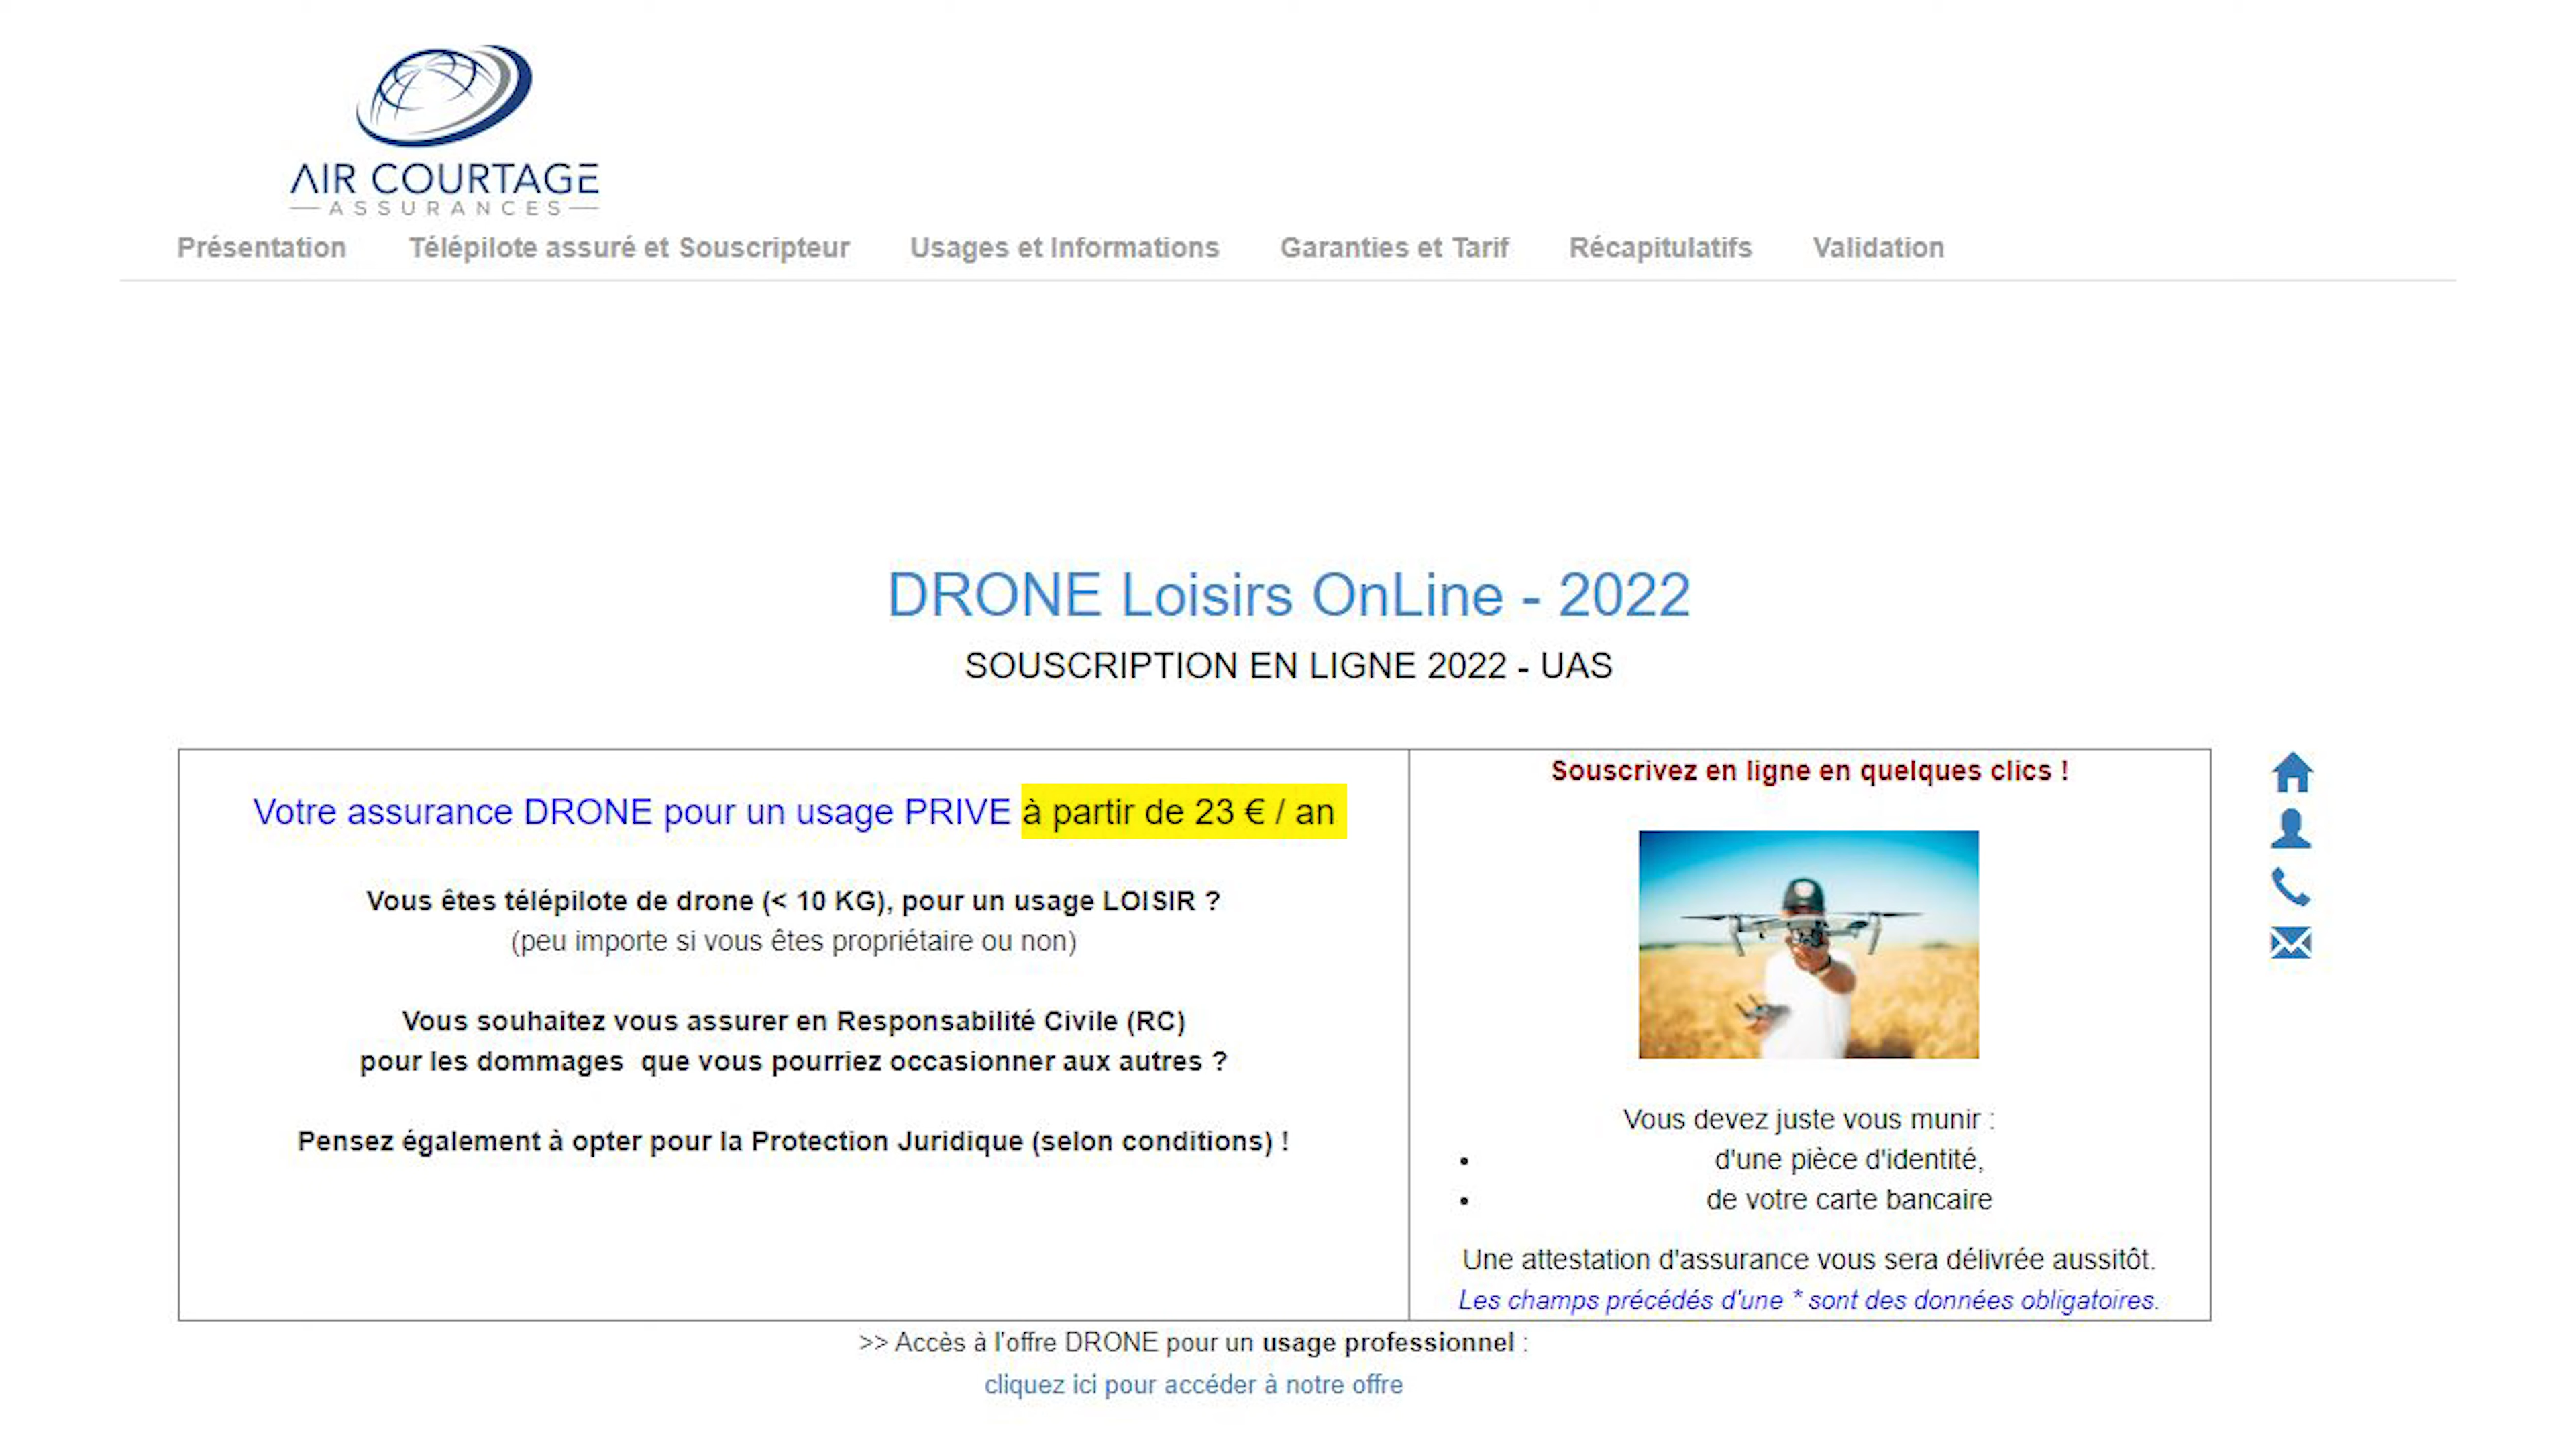 AIR COURTAGE
ASSURANCES
Présentation Télépilote assuré et Souscripteur Usages et Informations Garanties et Tarif Récapitulatifs Validation
DRONE Loisirs OnLine - 2022
SOUSCRIPTION EN LIGNE 2022 - UAS
Votre assurance DRONE pour un usage PRIVE à partir de 23 € / an
Vous êtes télépilote de drone (< 10 KG), pour un usage LOISIR ?
(peu importe si vous êtes propriétaire ou non)
Vous souhaitez vous assurer en Responsabilité Civile (RC)
pour les dommages que vous pourriez occasionner aux autres ?
Pensez également à opter pour la Protection Juridique (selon conditions) !
Souscrivez en ligne en quelques clics !
Vous devez juste vous munir :
• d'une pièce d'identité,
• de votre carte bancaire
Une attestation d'assurance vous sera délivrée aussitôt.
Les champs précédés d'une * sont des données obligatoires.
>> Accès à l'offre DRONE pour un usage professionnel :
cliquez ici pour accéder à notre offre